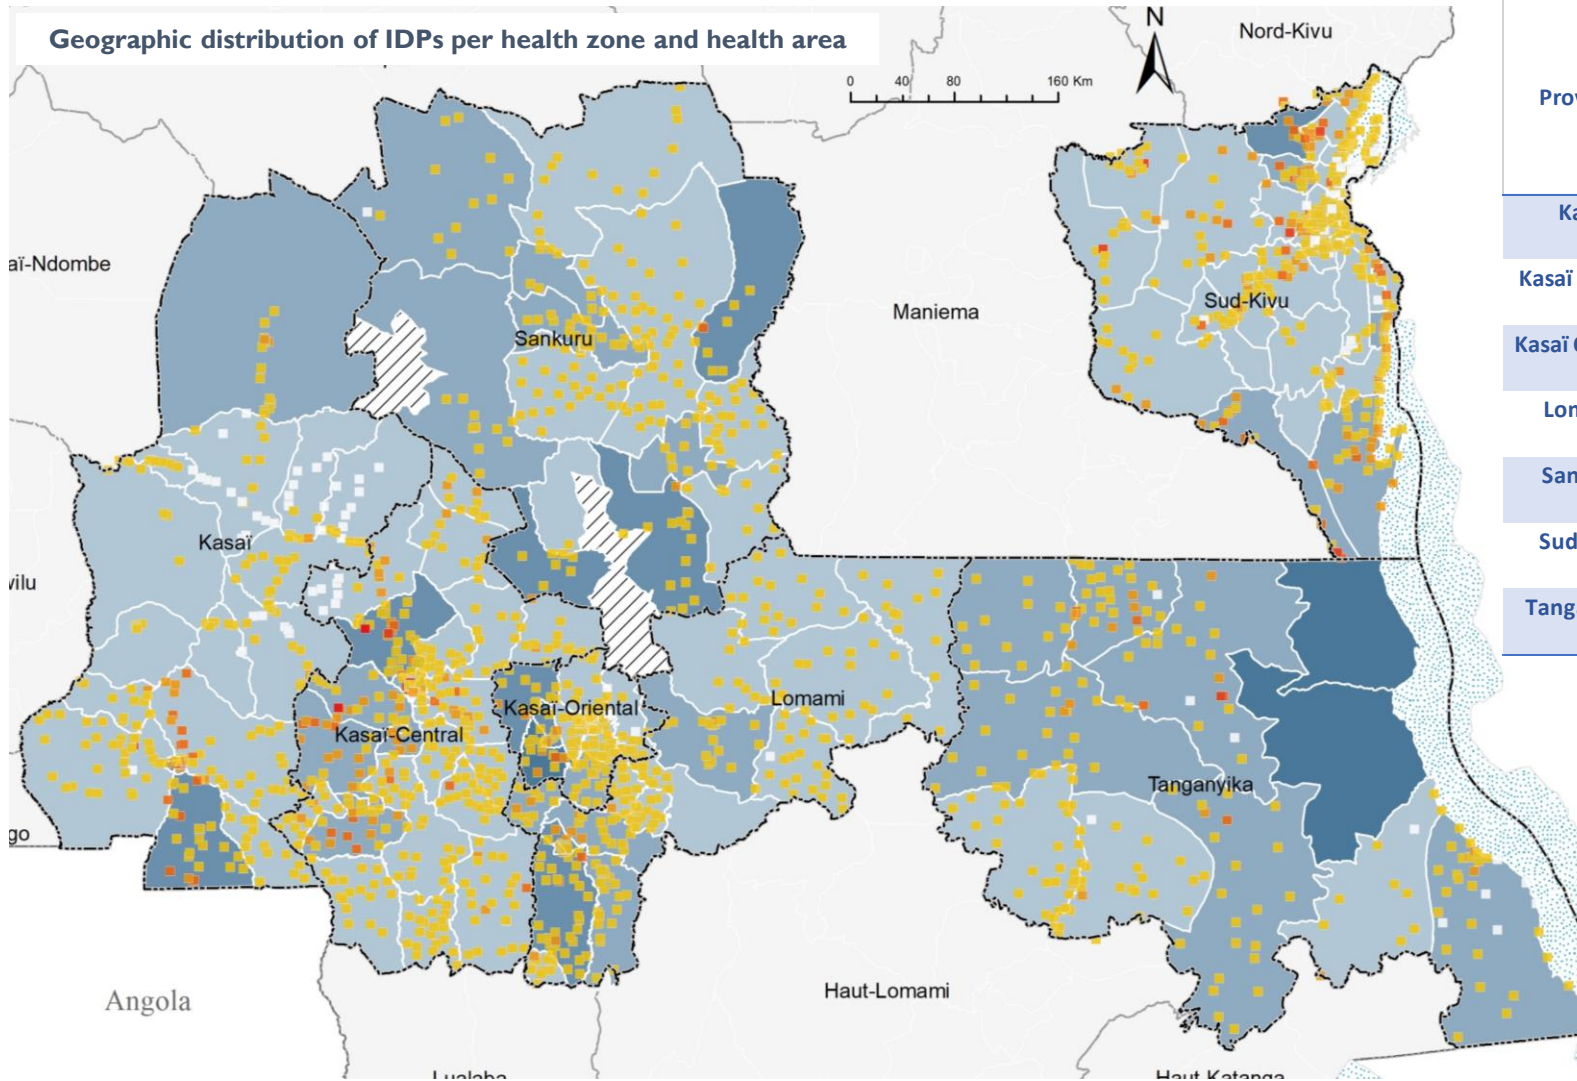 Geographic distribution of IDPs per health zone and health area
N
Nord-Kivu
0 40 80 160 Km
Prov
Ka
Kasaï
Kasaï C
Lon
San
Sud
Tang
aï-Ndombe
Maniema
Sud-Kivu
Sankuru
Kasaï
wilu
Lomami
Kasaï-Oriental
Kasaï-Central
Tanganyika
go
Angola
Haut-Lomami
Lualaba
Haut-Katanga